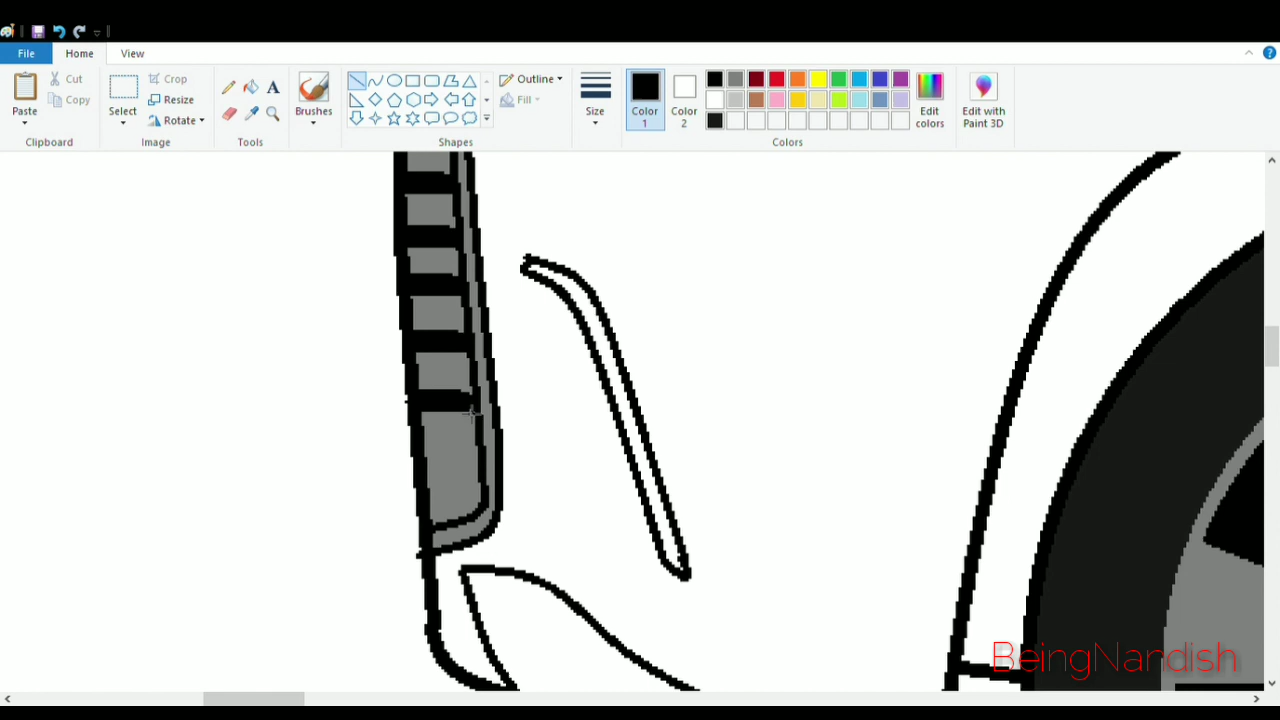 File Home View
Paste
Cut
Copy
Clipboard
Select
Crop
Resize
Rotate
Image
A
Tools
Brushes
Outline
Fill
Shapes
Size
Color 1
Color 2
Edit colors
Colors
Edit with Paint 3D
BeingNandish